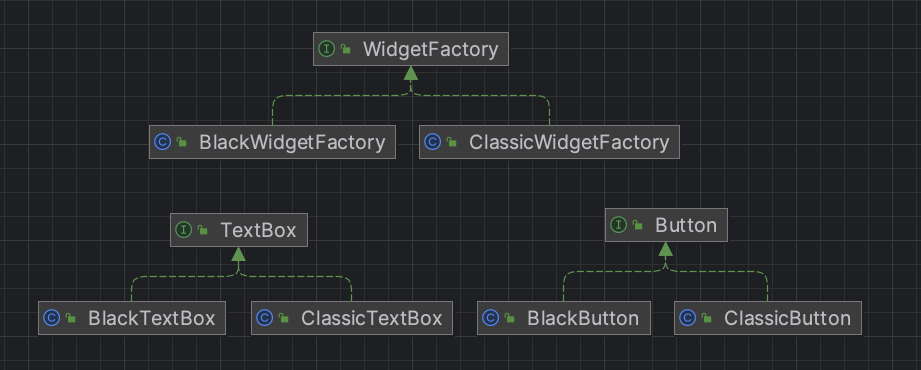 I WidgetFactory
C BlackWidgetFactory C ClassicWidgetFactory
I TextBox I Button
C BlackTextBox C ClassicTextBox C BlackButton C ClassicButton